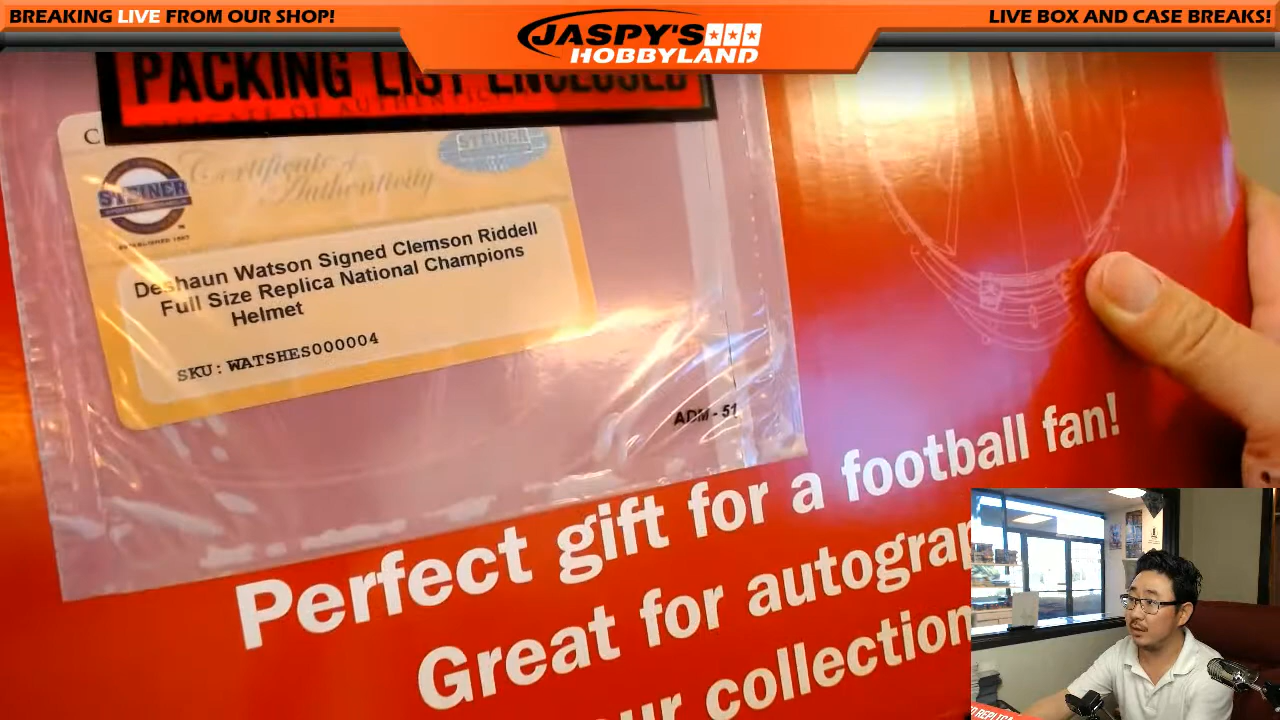 BREAKING LIVE FROM OUR SHOP!
JASPY'S
HOBBYLAND
LIVE BOX AND CASE BREAKS!
PACKING LIST ENCLOSED
STEINER
Certificate of
Authenticity
STEINER
Deshaun Watson Signed Clemson Riddell
Full Size Replica National Champions
Helmet
SKU: WATSHES000004
ADM - 51
Perfect gift for a football fan!
Great for autograp
ur collection